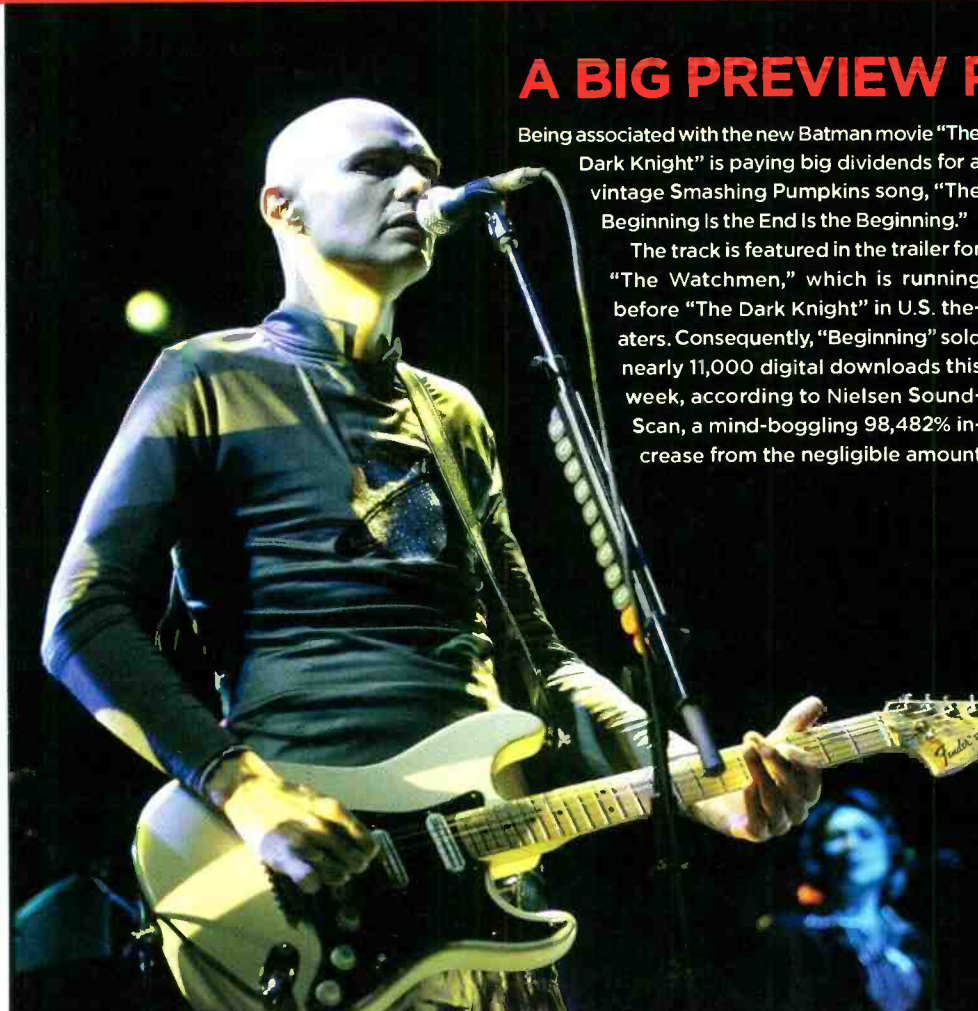 A BIG PREVIEW
Being associated with the new Batman movie “The
Dark Knight” is paying big dividends for a
vintage Smashing Pumpkins song, “The
Beginning Is the End Is the Beginning.”
The track is featured in the trailer for
“The Watchmen,” which is running
before “The Dark Knight” in U.S. the-
aters. Consequently, “Beginning” sold
nearly 11,000 digital downloads this
week, according to Nielsen Sound-
Scan, a mind-boggling 98,482% in-
crease from the negligible amount
Fender